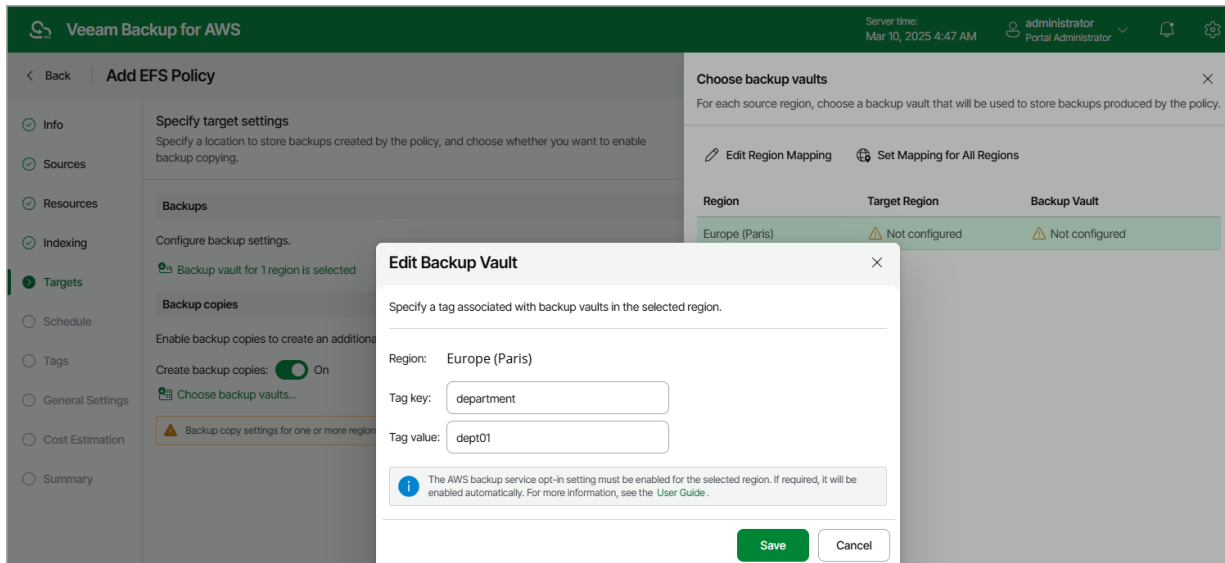 Veeam Backup for AWS
Server time:
Mar 10, 2025 4:47 AM
administrator
Portal Administrator
Back
Add EFS Policy
Info
Sources
Resources
Indexing
Targets
Schedule
Tags
General Settings
Cost Estimation
Summary
Specify target settings
Specify a location to store backups created by the policy, and choose whether you want to enable
backup copying.
Backups
Configure backup settings.
Backup vault for 1 region is selected
Backup copies
Enable backup copies to create an additiona
Create backup copies: On
Choose backup vaults...
Backup copy settings for one or more region
Choose backup vaults
For each source region, choose a backup vault that will be used to store backups produced by the policy.
Edit Region Mapping Set Mapping for All Regions
Region Target Region Backup Vault
Europe (Paris) Not configured Not configured
Edit Backup Vault
Specify a tag associated with backup vaults in the selected region.
Region: Europe (Paris)
Tag key: department
Tag value: dept01
The AWS backup service opt-in setting must be enabled for the selected region. If required, it will be
enabled automatically. For more information, see the User Guide.
Save Cancel